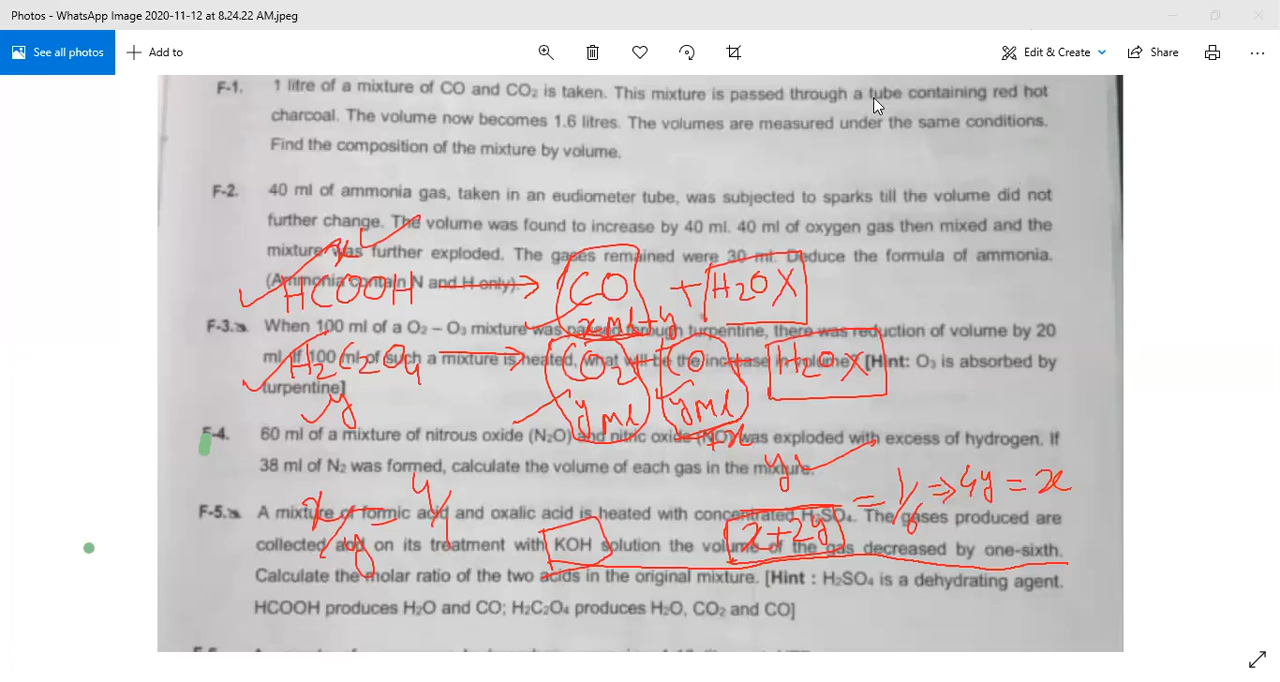 Photos - WhatsApp Image 2020-11-12 at 8.24.22 AM.jpeg
See all photos
Add to
Edit & Create
Share
F-1. 1 litre of a mixture of CO and CO₂ is taken. This mixture is passed through a tube containing red hot
charcoal. The volume now becomes 1.6 litres. The volumes are measured under the same conditions.
Find the composition of the mixture by volume.
F-2. 40 ml of ammonia gas, taken in an eudiometer tube, was subjected to sparks till the volume did not
further change. The volume was found to increase by 40 ml. 40 ml of oxygen gas then mixed and the
mixture was further exploded. The gases remained were 30 ml. Deduce the formula of ammonia.
(Ammonia contain N and H only).
x
HCOOH → CO + H2O X
x ml + y
F-3. When 100 ml of a O₂ – O₃ mixture was passed through turpentine, there was reduction of volume by 20
ml. If 100 ml of such a mixture is heated, what will be the increase in volume? [Hint: O₃ is absorbed by
turpentine]
H2C2O4 → CO2 + CO + H2O X
y
y ml y ml
+x
F-4. 60 ml of a mixture of nitrous oxide (N₂O) and nitric oxide (NO) was exploded with excess of hydrogen. If
38 ml of N₂ was formed, calculate the volume of each gas in the mixture.
y / x+2y = 1/6 ⇒ 4y = x
x/y = 4/1
F-5. A mixture of formic acid and oxalic acid is heated with concentrated H₂SO₄. The gases produced are
collected and on its treatment with KOH solution the volume of the gas decreased by one-sixth.
Calculate the molar ratio of the two acids in the original mixture. [Hint : H₂SO₄ is a dehydrating agent.
HCOOH produces H₂O and CO; H₂C₂O₄ produces H₂O, CO₂ and CO]